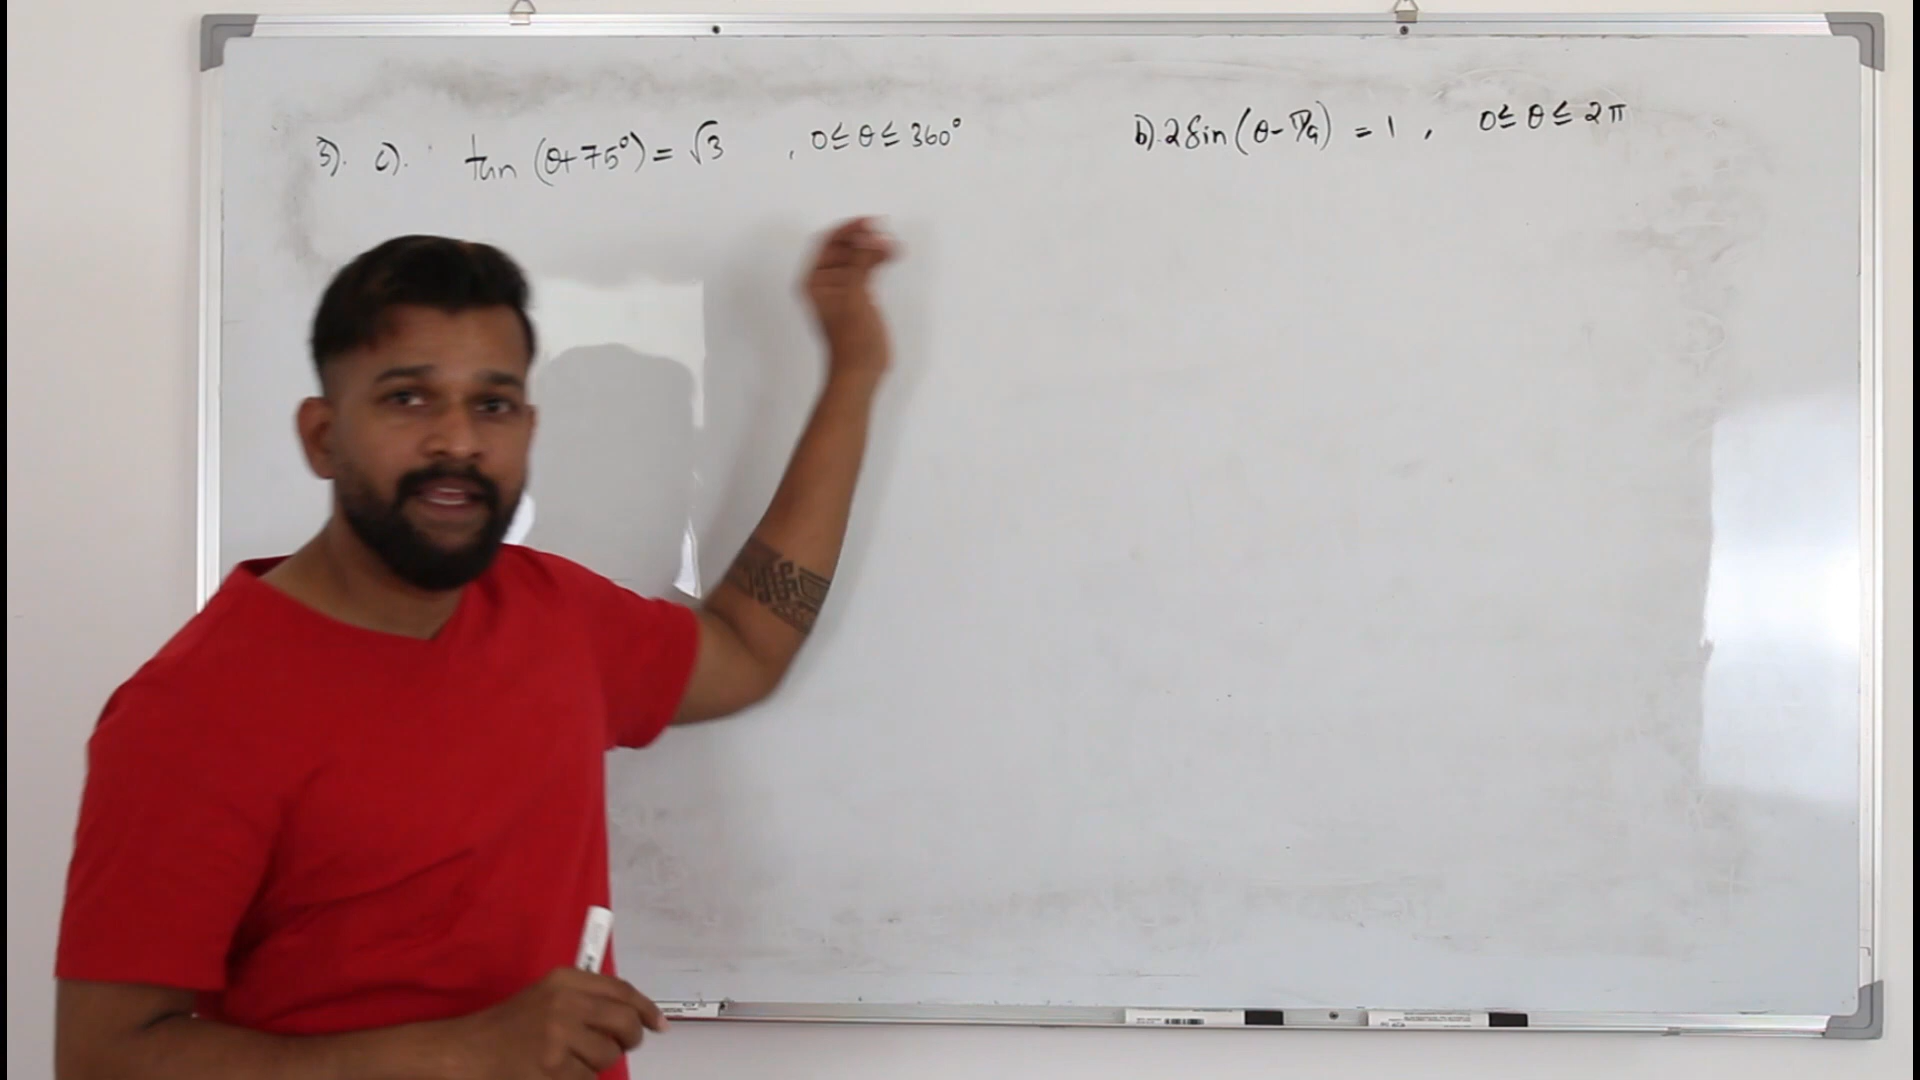 3). c). tan (θ+75°) = √3 , 0 ≤ θ ≤ 360°
b). 2 Sin (θ - π/4) = 1 , 0 ≤ θ ≤ 2π